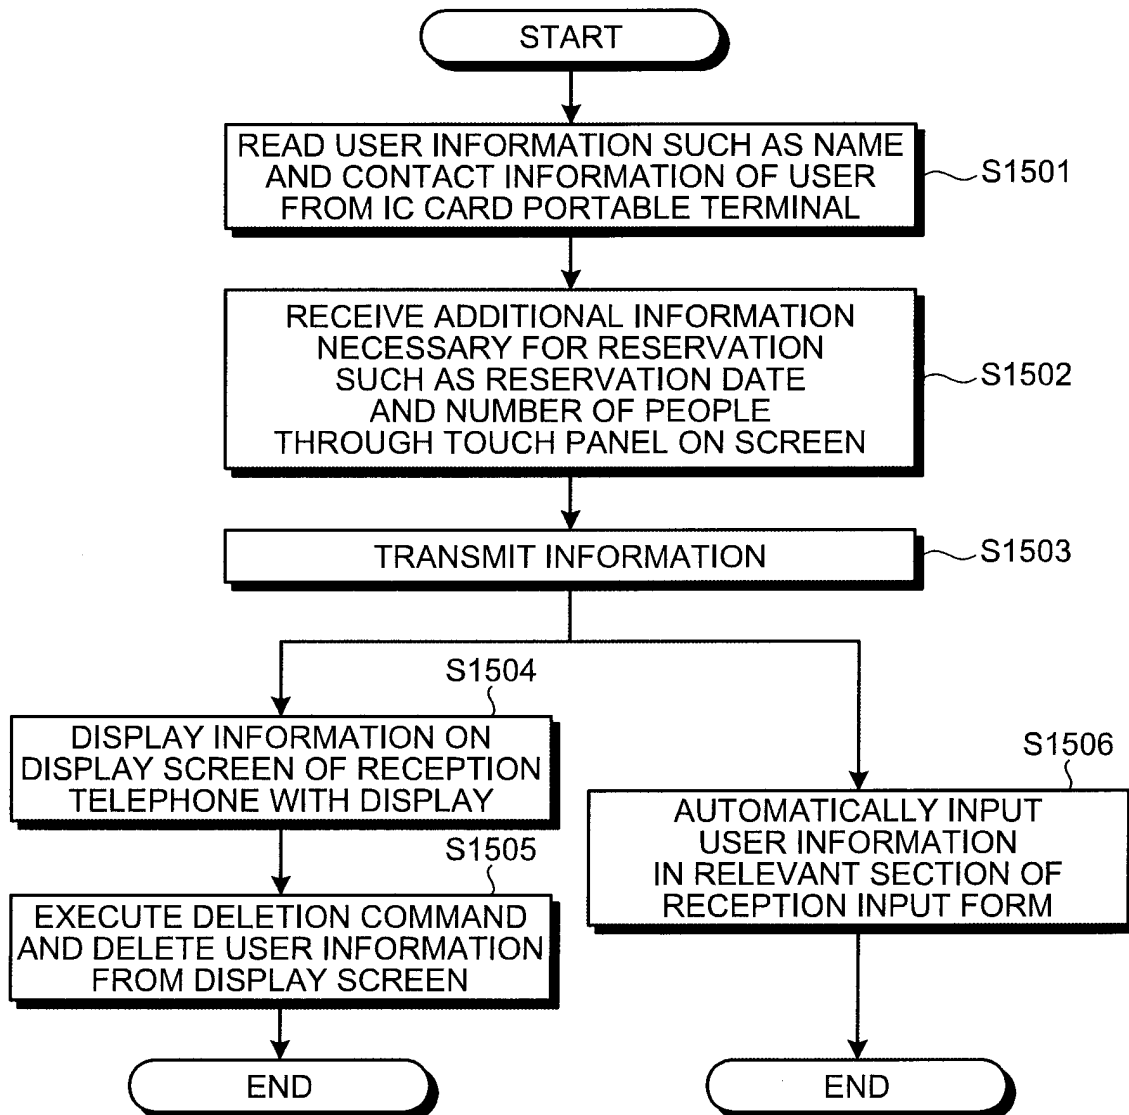 START
READ USER INFORMATION SUCH AS NAME
AND CONTACT INFORMATION OF USER
FROM IC CARD PORTABLE TERMINAL
S1501
RECEIVE ADDITIONAL INFORMATION
NECESSARY FOR RESERVATION
SUCH AS RESERVATION DATE
AND NUMBER OF PEOPLE
THROUGH TOUCH PANEL ON SCREEN
S1502
TRANSMIT INFORMATION
S1503
S1504
DISPLAY INFORMATION ON
DISPLAY SCREEN OF RECEPTION
TELEPHONE WITH DISPLAY
S1505
EXECUTE DELETION COMMAND
AND DELETE USER INFORMATION
FROM DISPLAY SCREEN
END
S1506
AUTOMATICALLY INPUT
USER INFORMATION
IN RELEVANT SECTION OF
RECEPTION INPUT FORM
END